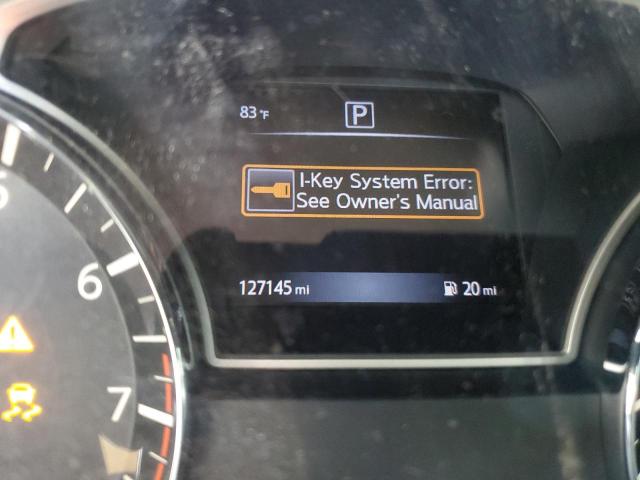 83 °F
P
I-Key System Error:
See Owner's Manual
127145 mi
20 mi
6
7